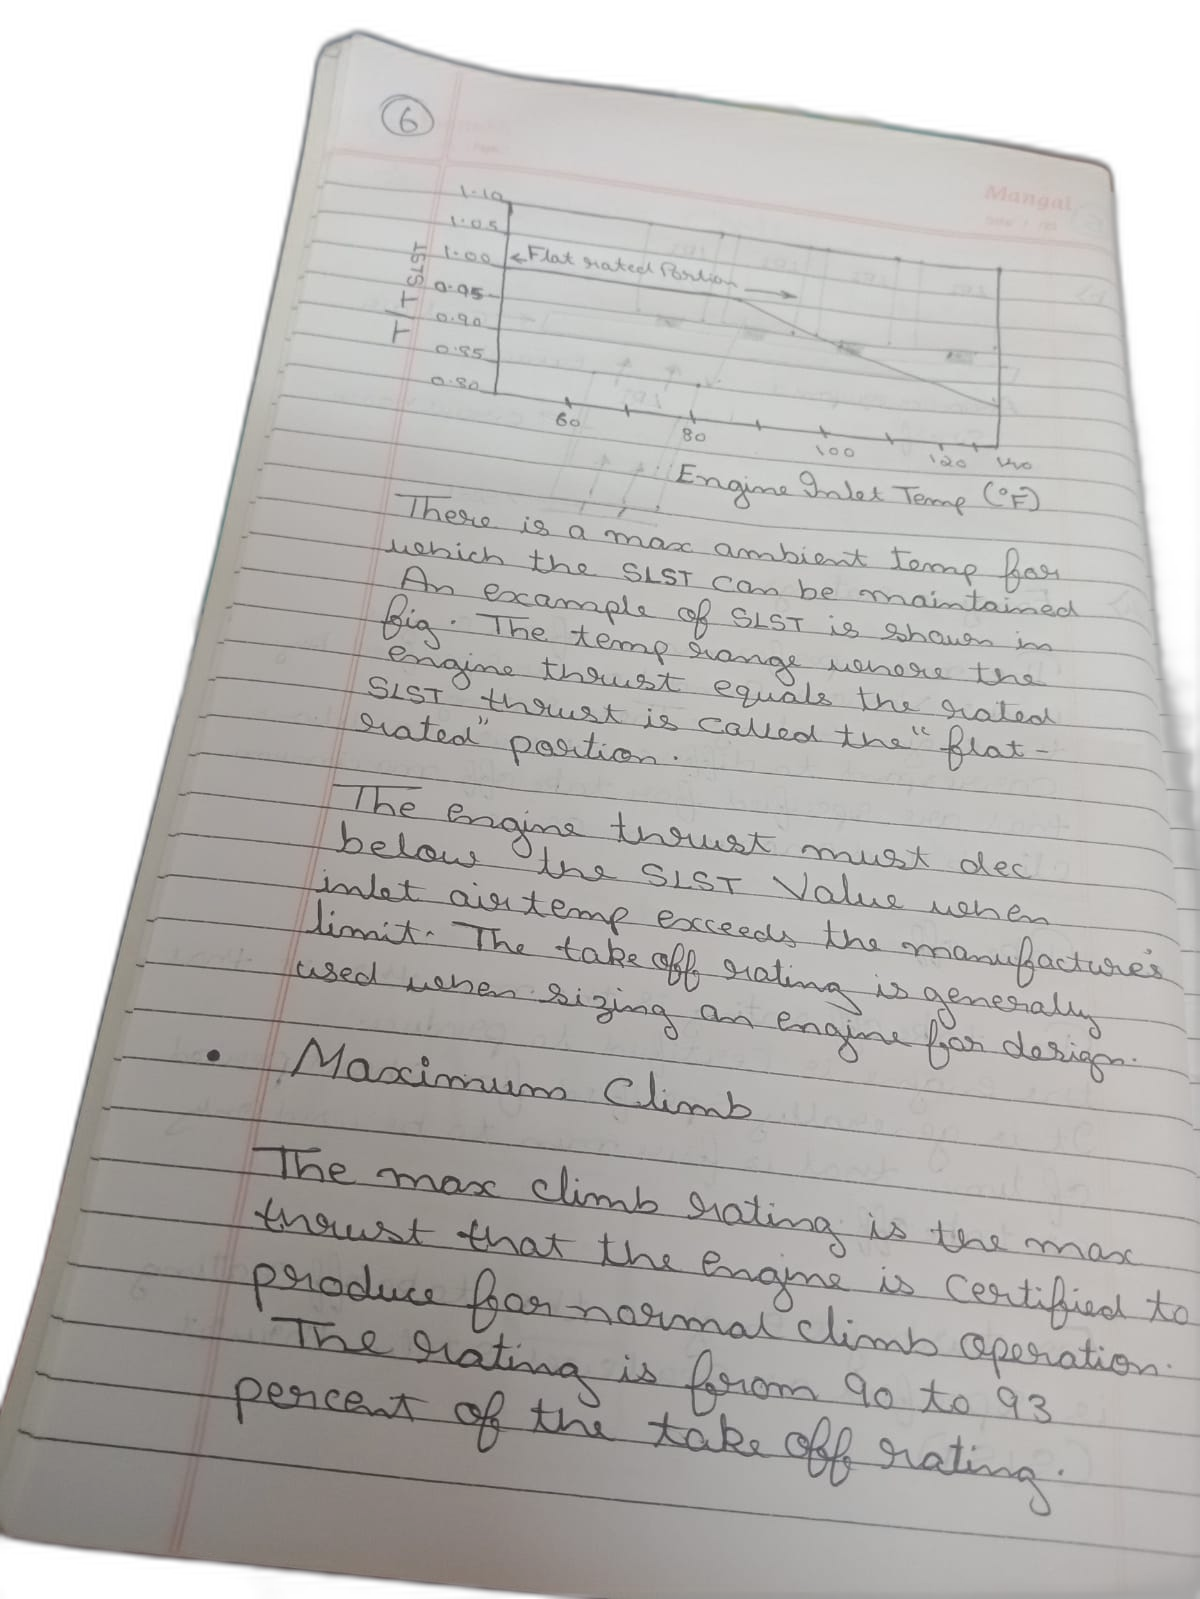 6
Mangal
1.10
1.05
1.00
0.95
0.90
0.85
0.80
T/T SLST
←Flat rated Portion→
60
80
100
120
140
Engine Inlet Temp (°F)
There is a max ambient temp for
which the SLST can be maintained
An example of SLST is shown in
fig. The temp range where the
engine thrust equals the rated
SLST thrust is called the "flat-
rated" portion.
The engine thrust must dec
below the SLST Value when
inlet air temp exceeds the manufacture's
limit. The take off rating is generally
used when sizing an engine for design.
• Maximum Climb
The max climb rating is the max
thrust that the engine is certified to
produce for normal climb operation.
The rating is from 90 to 93
percent of the take off rating.